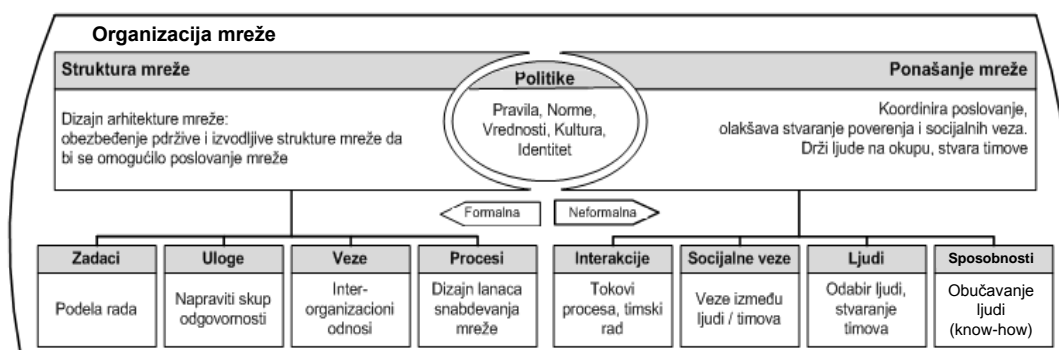 Organizacija mreže
Struktura mreže
Politike
Ponašanje mreže
Dizajn arhitekture mreže:
obezbeđenje pdržive i izvodljive strukture mreže da
bi se omogućilo poslovanje mreže
Pravila, Norme,
Vrednosti, Kultura,
Identitet
Koordinira poslovanje,
olakšava stvaranje poverenja i socijalnih veza.
Drži ljude na okupu, stvara timove
Formalna
Neformalna
Zadaci
Podela rada
Uloge
Napraviti skup
odgovornosti
Veze
Inter-
organizacioni
odnosi
Procesi
Dizajn lanaca
snabdevanja
mreže
Interakcije
Tokovi
procesa, timski
rad
Socijalne veze
Veze između
ljudi / timova
Ljudi
Odabir ljudi,
stvaranje
timova
Sposobnosti
Obučavanje
ljudi
(know-how)